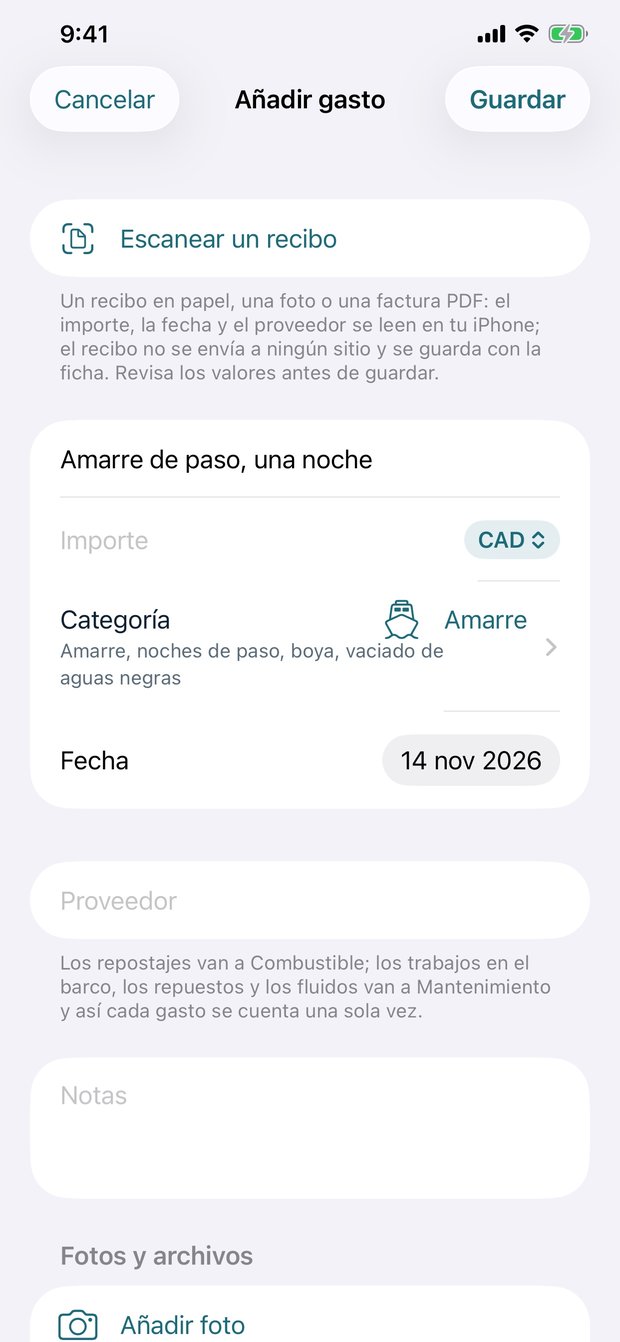 9:41
Cancelar
Añadir gasto
Guardar
Escanear un recibo
Un recibo en papel, una foto o una factura PDF: el
importe, la fecha y el proveedor se leen en tu iPhone;
el recibo no se envía a ningún sitio y se guarda con la
ficha. Revisa los valores antes de guardar.
Amarre de paso, una noche
Importe
CAD
Categoría
Amarre
Amarre, noches de paso, boya, vaciado de
aguas negras
Fecha
14 nov 2026
Proveedor
Los repostajes van a Combustible; los trabajos en el
barco, los repuestos y los fluidos van a Mantenimiento
y así cada gasto se cuenta una sola vez.
Notas
Fotos y archivos
Añadir foto